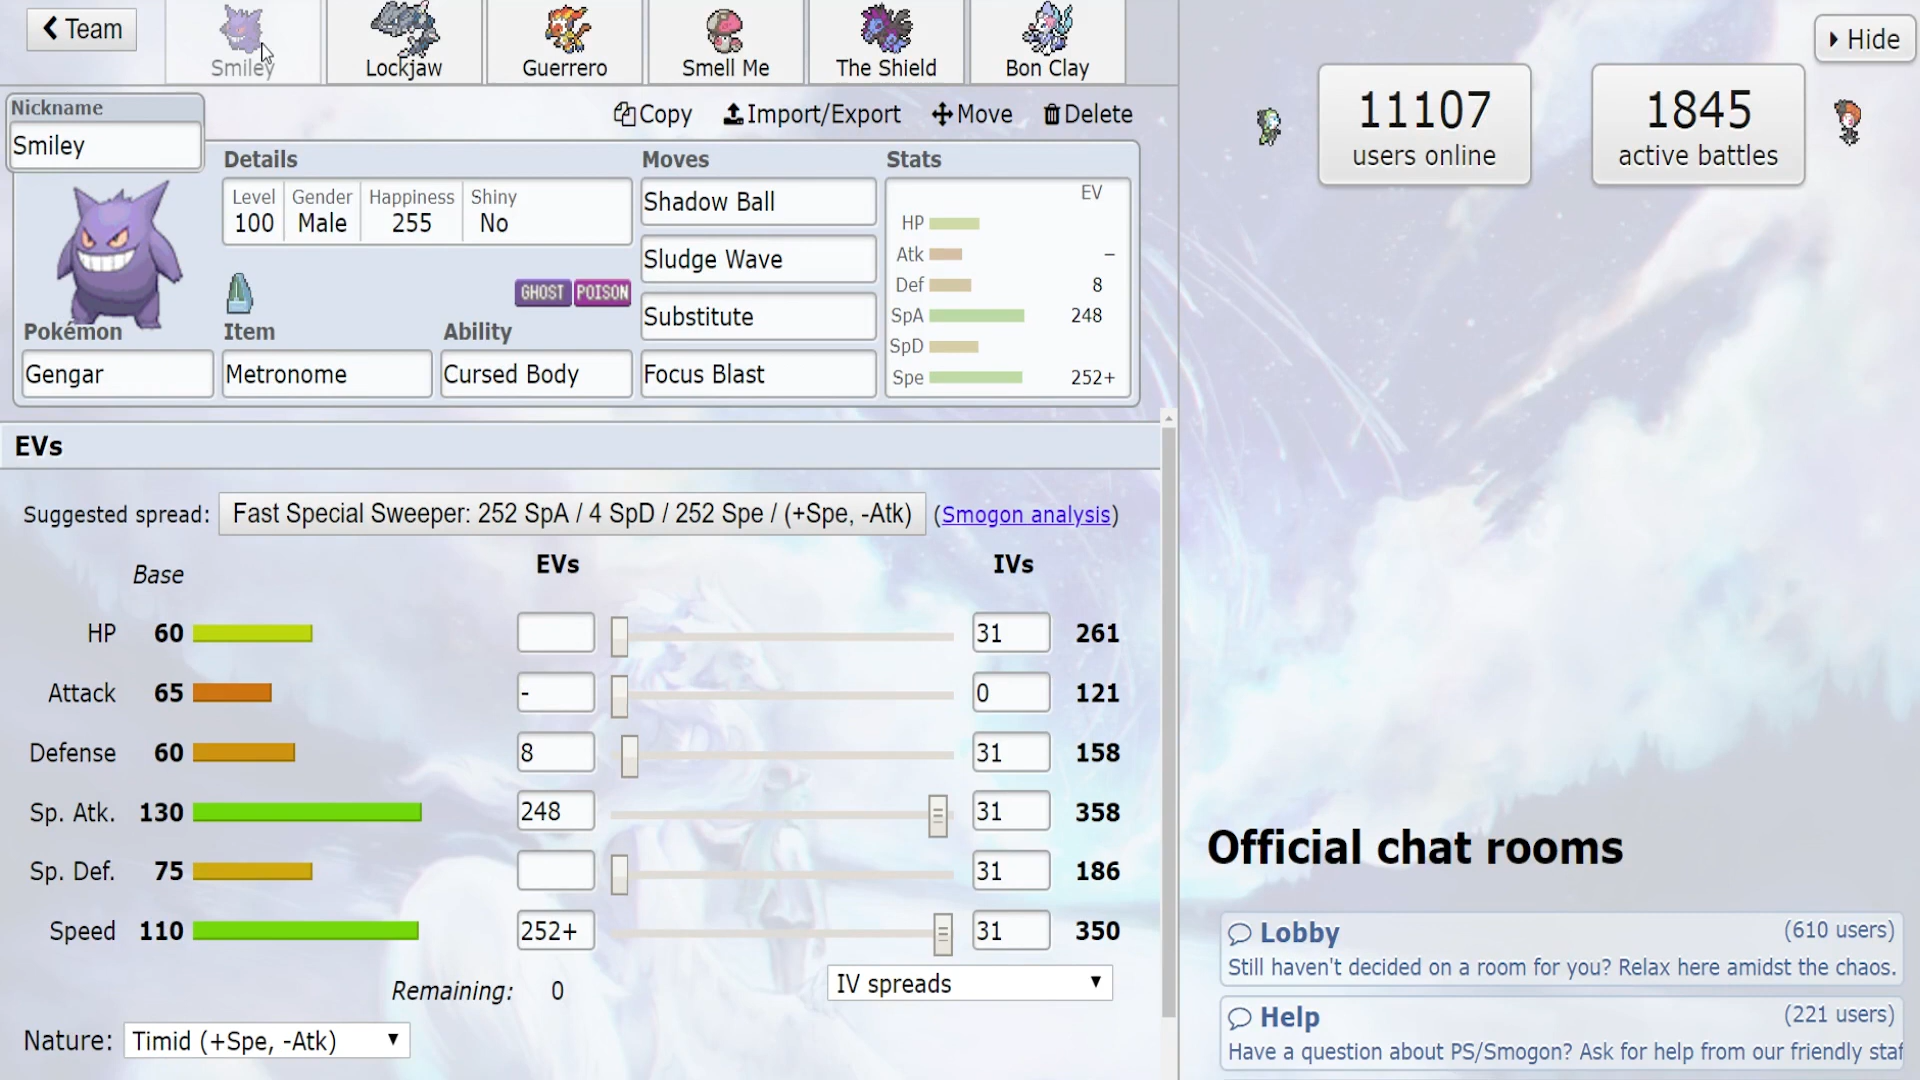 Team
Smiley
Lockjaw
Guerrero
Smell Me
The Shield
Bon Clay
Hide
Nickname
Smiley
Copy
Import/Export
Move
Delete
11107
users online
1845
active battles
Details
Moves
Stats
Level
100
Gender
Male
Happiness
255
Shiny
No
GHOST POISON
Pokémon
Gengar
Item
Metronome
Ability
Cursed Body
Shadow Ball
Sludge Wave
Substitute
Focus Blast
EV
HP
Atk –
Def 8
SpA 248
SpD
Spe 252+
EVs
Suggested spread: Fast Special Sweeper: 252 SpA / 4 SpD / 252 Spe / (+Spe, -Atk) (Smogon analysis)
Base EVs IVs
HP 60 31 261
Attack 65 - 0 121
Defense 60 8 31 158
Sp. Atk. 130 248 31 358
Sp. Def. 75 31 186
Speed 110 252+ 31 350
Remaining: 0
IV spreads
Nature: Timid (+Spe, -Atk)
Official chat rooms
Lobby (610 users)
Still haven't decided on a room for you? Relax here amidst the chaos.
Help (221 users)
Have a question about PS/Smogon? Ask for help from our friendly staf